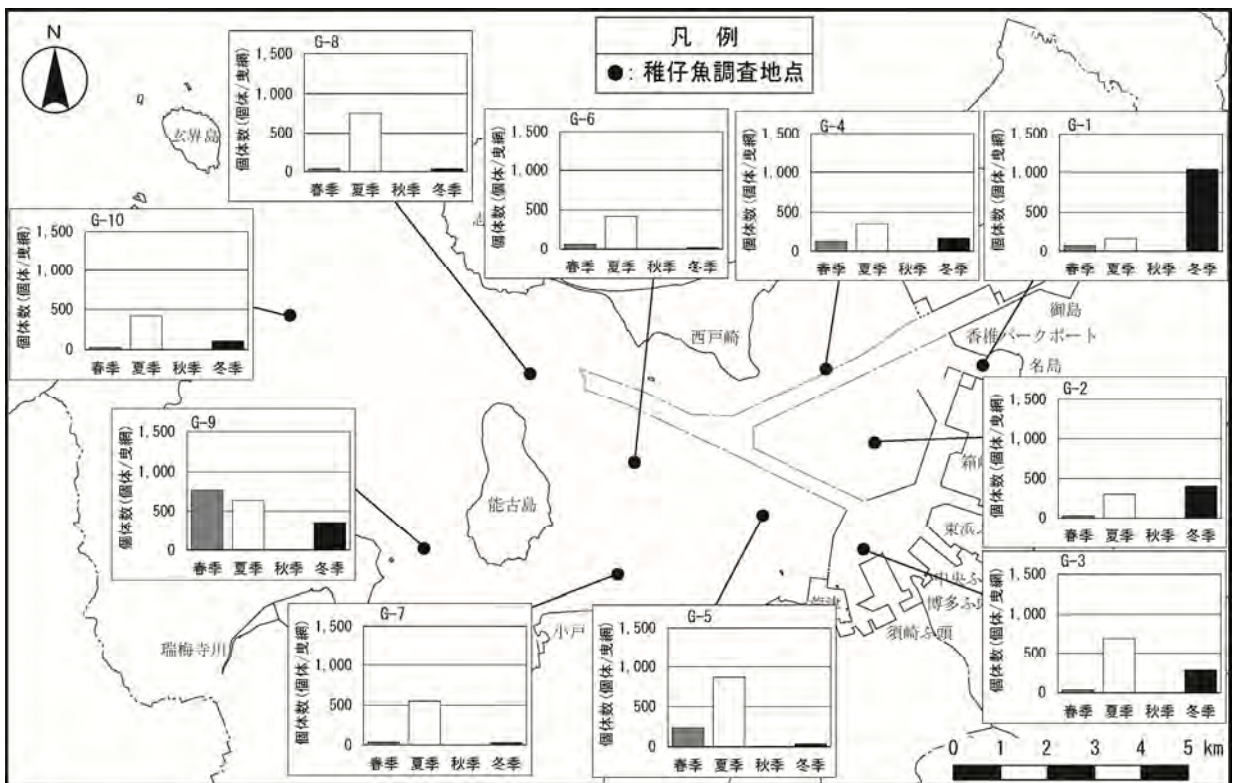 N
凡 例
●：稚仔魚調査地点
玄界島
G-8
個体数(個体/曳網)
1,500
1,000
500
0
春季 夏季 秋季 冬季
G-6
個体数(個体/曳網)
1,500
1,000
500
0
春季 夏季 秋季 冬季
G-4
個体数(個体/曳網)
1,500
1,000
500
0
春季 夏季 秋季 冬季
G-1
個体数(個体/曳網)
1,500
1,000
500
0
春季 夏季 秋季 冬季
G-10
個体数(個体/曳網)
1,500
1,000
500
0
春季 夏季 秋季 冬季
西戸崎
御島
香椎パークポート
名島
G-2
個体数(個体/曳網)
1,500
1,000
500
0
春季 夏季 秋季 冬季
G-9
個体数(個体/曳網)
1,500
1,000
500
0
春季 夏季 秋季 冬季
能古島
東浜
中央ふ
博多ふ
須崎ふ頭
G-3
個体数(個体/曳網)
1,500
1,000
500
0
春季 夏季 秋季 冬季
瑞梅寺川
小戸
G-7
個体数(個体/曳網)
1,500
1,000
500
0
春季 夏季 秋季 冬季
G-5
個体数(個体/曳網)
1,500
1,000
500
0
春季 夏季 秋季 冬季
0 1 2 3 4 5 km